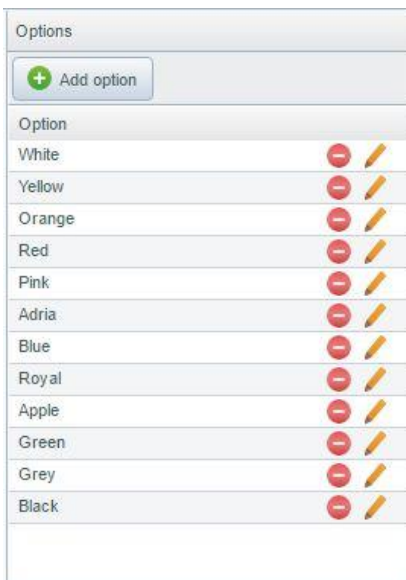 Options
Add option
Option
White
Yellow
Orange
Red
Pink
Adria
Blue
Royal
Apple
Green
Grey
Black